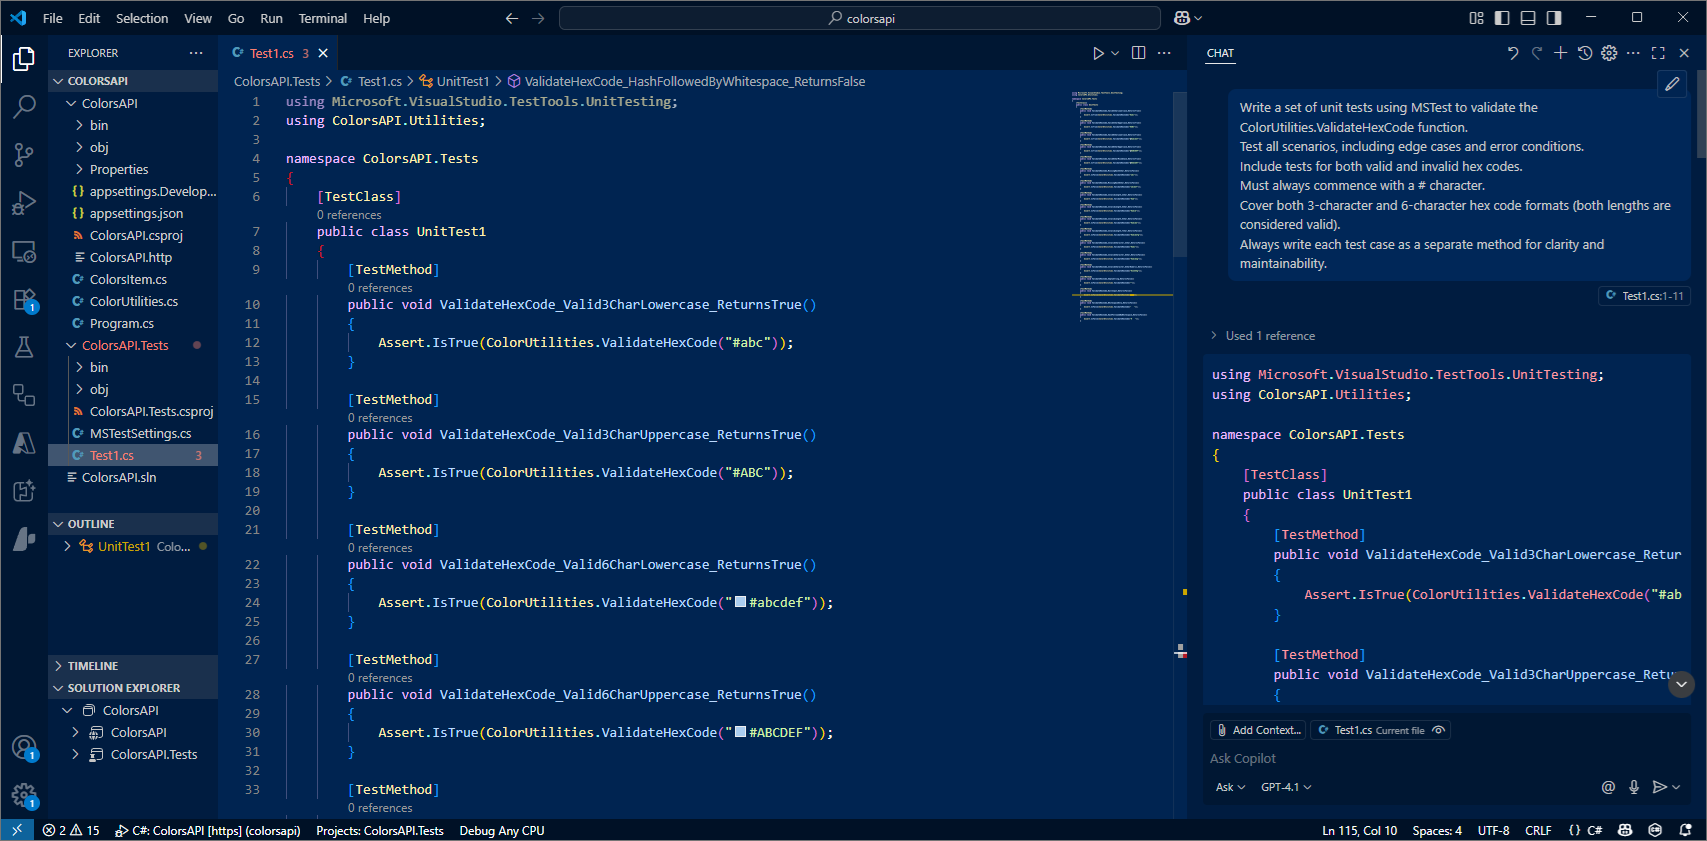 File Edit Selection View Go Run Terminal Help
colorsapi
EXPLORER
COLORSAPI
ColorsAPI
bin
obj
Properties
appsettings.Develop...
appsettings.json
ColorsAPI.csproj
ColorsAPI.http
ColorsItem.cs
ColorUtilities.cs
Program.cs
ColorsAPI.Tests
bin
obj
ColorsAPI.Tests.csproj
MSTestSettings.cs
Test1.cs 3
ColorsAPI.sln
OUTLINE
UnitTest1 Colo...
TIMELINE
SOLUTION EXPLORER
ColorsAPI
ColorsAPI
ColorsAPI.Tests
1
1
1
Test1.cs 3
ColorsAPI.Tests > Test1.cs > UnitTest1 > ValidateHexCode_HashFollowedByWhitespace_ReturnsFalse
1 using Microsoft.VisualStudio.TestTools.UnitTesting;
2 using ColorsAPI.Utilities;
3
4 namespace ColorsAPI.Tests
5 {
6 [TestClass]
0 references
7 public class UnitTest1
8 {
9 [TestMethod]
0 references
10 public void ValidateHexCode_Valid3CharLowercase_ReturnsTrue()
11 {
12 Assert.IsTrue(ColorUtilities.ValidateHexCode("#abc"));
13 }
14
15 [TestMethod]
0 references
16 public void ValidateHexCode_Valid3CharUppercase_ReturnsTrue()
17 {
18 Assert.IsTrue(ColorUtilities.ValidateHexCode("#ABC"));
19 }
20
21 [TestMethod]
0 references
22 public void ValidateHexCode_Valid6CharLowercase_ReturnsTrue()
23 {
24 Assert.IsTrue(ColorUtilities.ValidateHexCode("#abcdef"));
25 }
26
27 [TestMethod]
0 references
28 public void ValidateHexCode_Valid6CharUppercase_ReturnsTrue()
29 {
30 Assert.IsTrue(ColorUtilities.ValidateHexCode("#ABCDEF"));
31 }
32
33 [TestMethod]
0 references
CHAT
Write a set of unit tests using MSTest to validate the
ColorUtilities.ValidateHexCode function.
Test all scenarios, including edge cases and error conditions.
Include tests for both valid and invalid hex codes.
Must always commence with a # character.
Cover both 3-character and 6-character hex code formats (both lengths are
considered valid).
Always write each test case as a separate method for clarity and
maintainability.
Test1.cs:1-11
Used 1 reference
using Microsoft.VisualStudio.TestTools.UnitTesting;
using ColorsAPI.Utilities;
namespace ColorsAPI.Tests
{
[TestClass]
public class UnitTest1
{
[TestMethod]
public void ValidateHexCode_Valid3CharLowercase_Retur
{
Assert.IsTrue(ColorUtilities.ValidateHexCode("#ab
}
[TestMethod]
public void ValidateHexCode_Valid3CharUppercase_Retu
{
Add Context... Test1.cs Current file
Ask Copilot
Ask GPT-4.1 @
2 15 C#: ColorsAPI [https] (colorsapi) Projects: ColorsAPI.Tests Debug Any CPU Ln 115, Col 10 Spaces: 4 UTF-8 CRLF {} C#